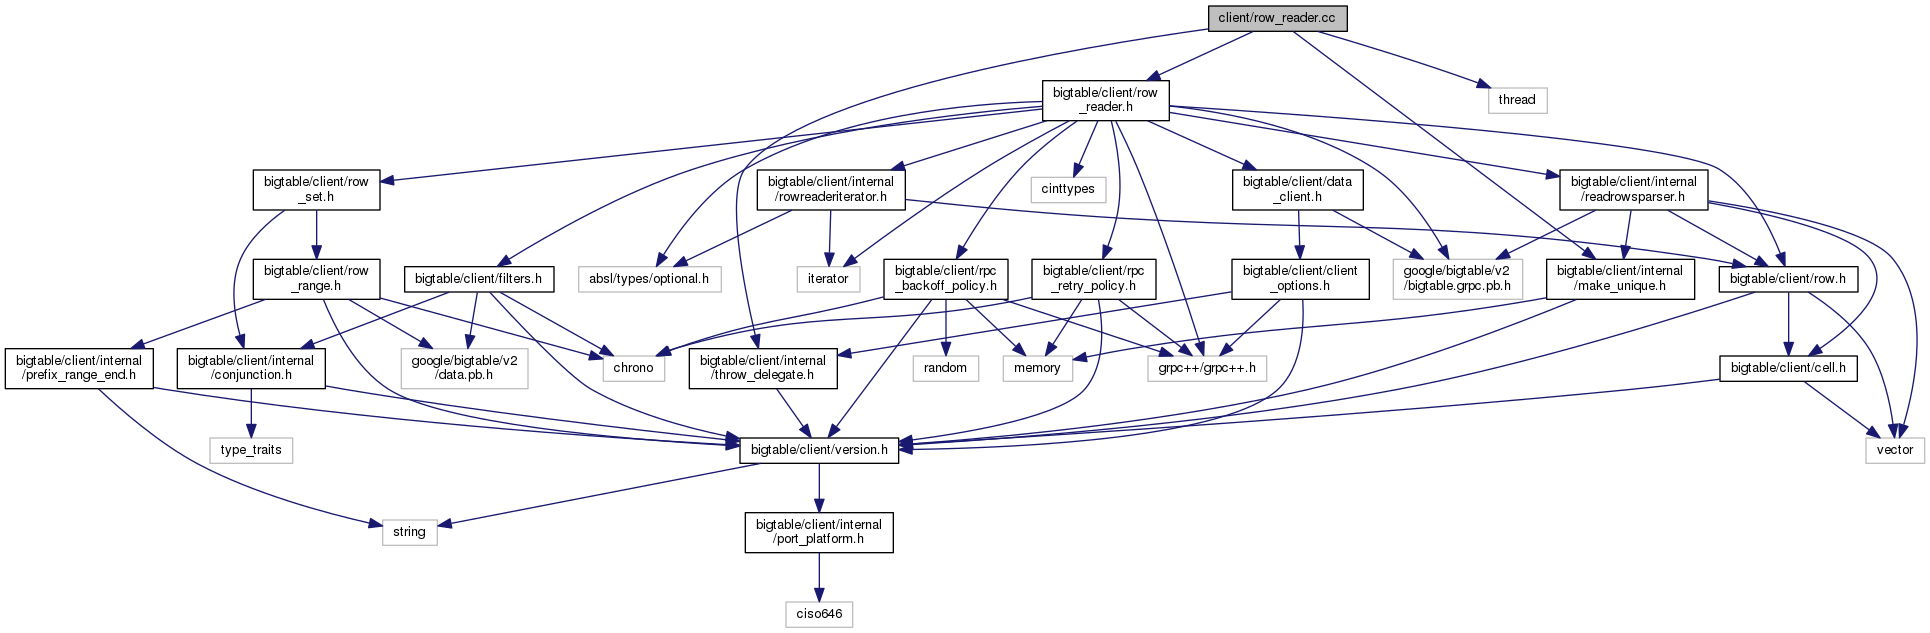 client/row_reader.cc
bigtable/client/row
_reader.h
thread
bigtable/client/row
_set.h
bigtable/client/internal
/rowreaderiterator.h
cinttypes
bigtable/client/data
_client.h
bigtable/client/internal
/readrowsparser.h
bigtable/client/row
_range.h
bigtable/client/filters.h
absl/types/optional.h
iterator
bigtable/client/rpc
_backoff_policy.h
bigtable/client/rpc
_retry_policy.h
bigtable/client/client
_options.h
google/bigtable/v2
/bigtable.grpc.pb.h
bigtable/client/internal
/make_unique.h
bigtable/client/row.h
bigtable/client/internal
/prefix_range_end.h
bigtable/client/internal
/conjunction.h
google/bigtable/v2
/data.pb.h
chrono
bigtable/client/internal
/throw_delegate.h
random
memory
grpc++/grpc++.h
bigtable/client/cell.h
type_traits
bigtable/client/version.h
vector
string
bigtable/client/internal
/port_platform.h
ciso646